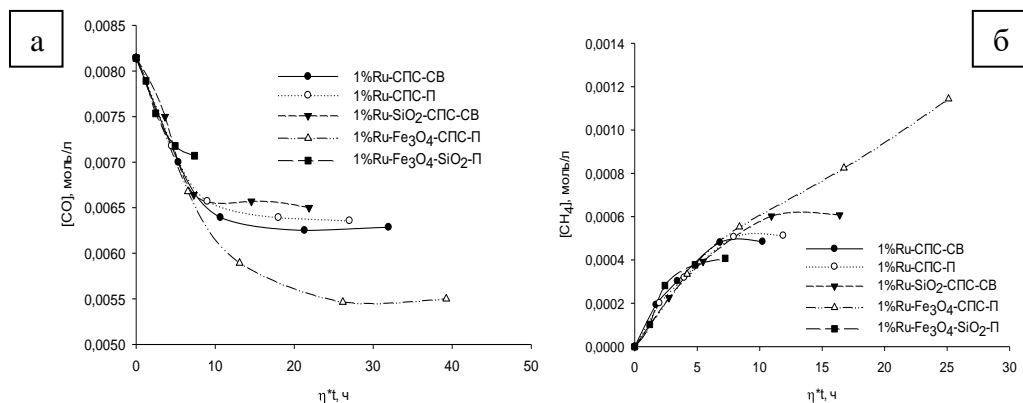 а
[CO], моль/л
0,0085
0,0080
0,0075
0,0070
0,0065
0,0060
0,0055
0,0050
0
10
20
30
40
50
η*t, ч
1%Ru-СПС-СВ
1%Ru-СПС-П
1%Ru-SiO₂-СПС-СВ
1%Ru-Fe₃O₄-СПС-П
1%Ru-Fe₃O₄-SiO₂-П
б
[CH₄], моль/л
0,0014
0,0012
0,0010
0,0008
0,0006
0,0004
0,0002
0,0000
0
5
10
15
20
25
30
η*t, ч
1%Ru-СПС-СВ
1%Ru-СПС-П
1%Ru-SiO₂-СПС-СВ
1%Ru-Fe₃O₄-СПС-П
1%Ru-Fe₃O₄-SiO₂-П